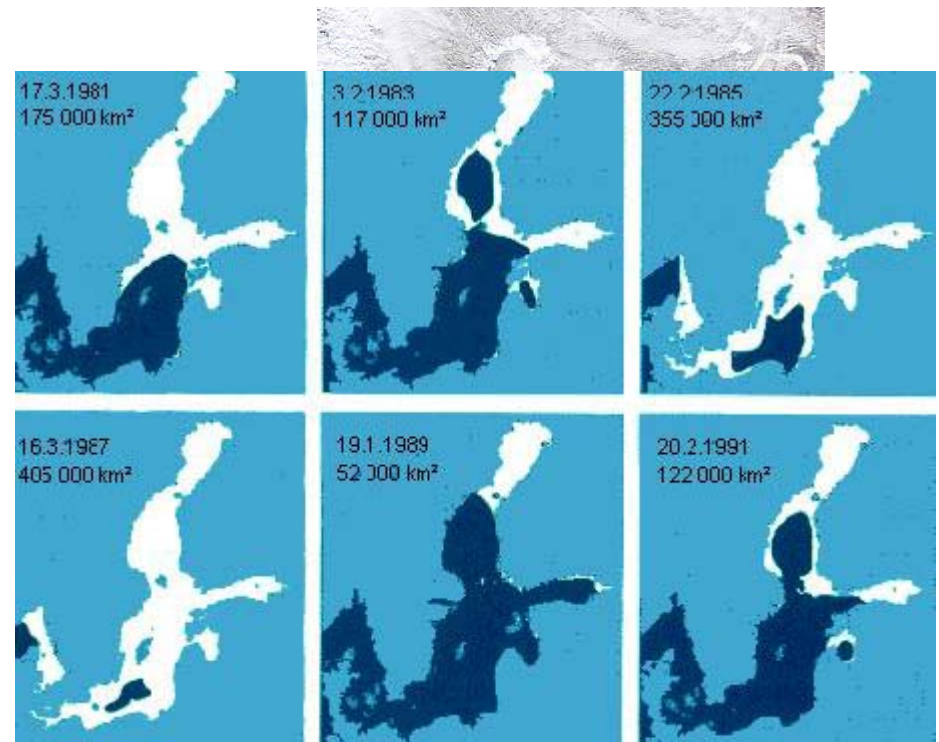 17.3.1981
175 000 km²
3.2.1983
117 000 km²
22.2.1985
355 000 km²
16.3.1987
405 000 km²
19.1.1989
52 000 km²
20.2.1991
122 000 km²